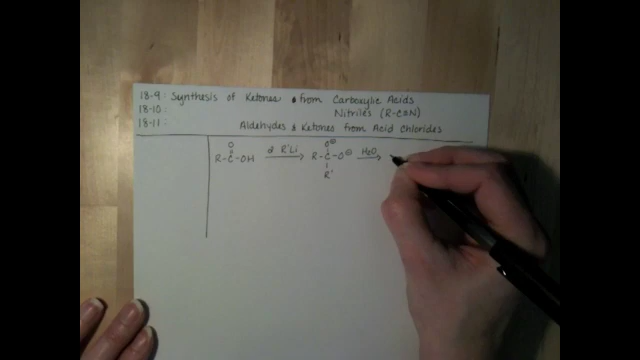 18-9: Synthesis of Ketones • from Carboxylic Acids
18-10: Nitriles (R-C≡N)
18-11: Aldehydes & Ketones from Acid Chlorides
O O⊖
R-C-OH 2 R'Li R-C-O⊖ H₂O
R'